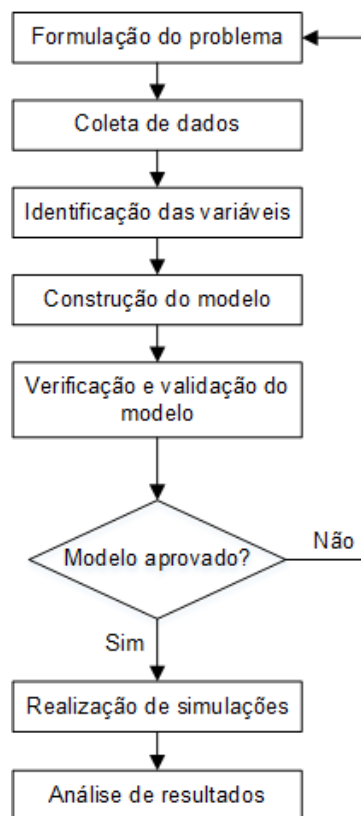 Formulação do problema
Coleta de dados
Identificação das variáveis
Construção do modelo
Verificação e validação do
modelo
Modelo aprovado?
Não
Sim
Realização de simulações
Análise de resultados